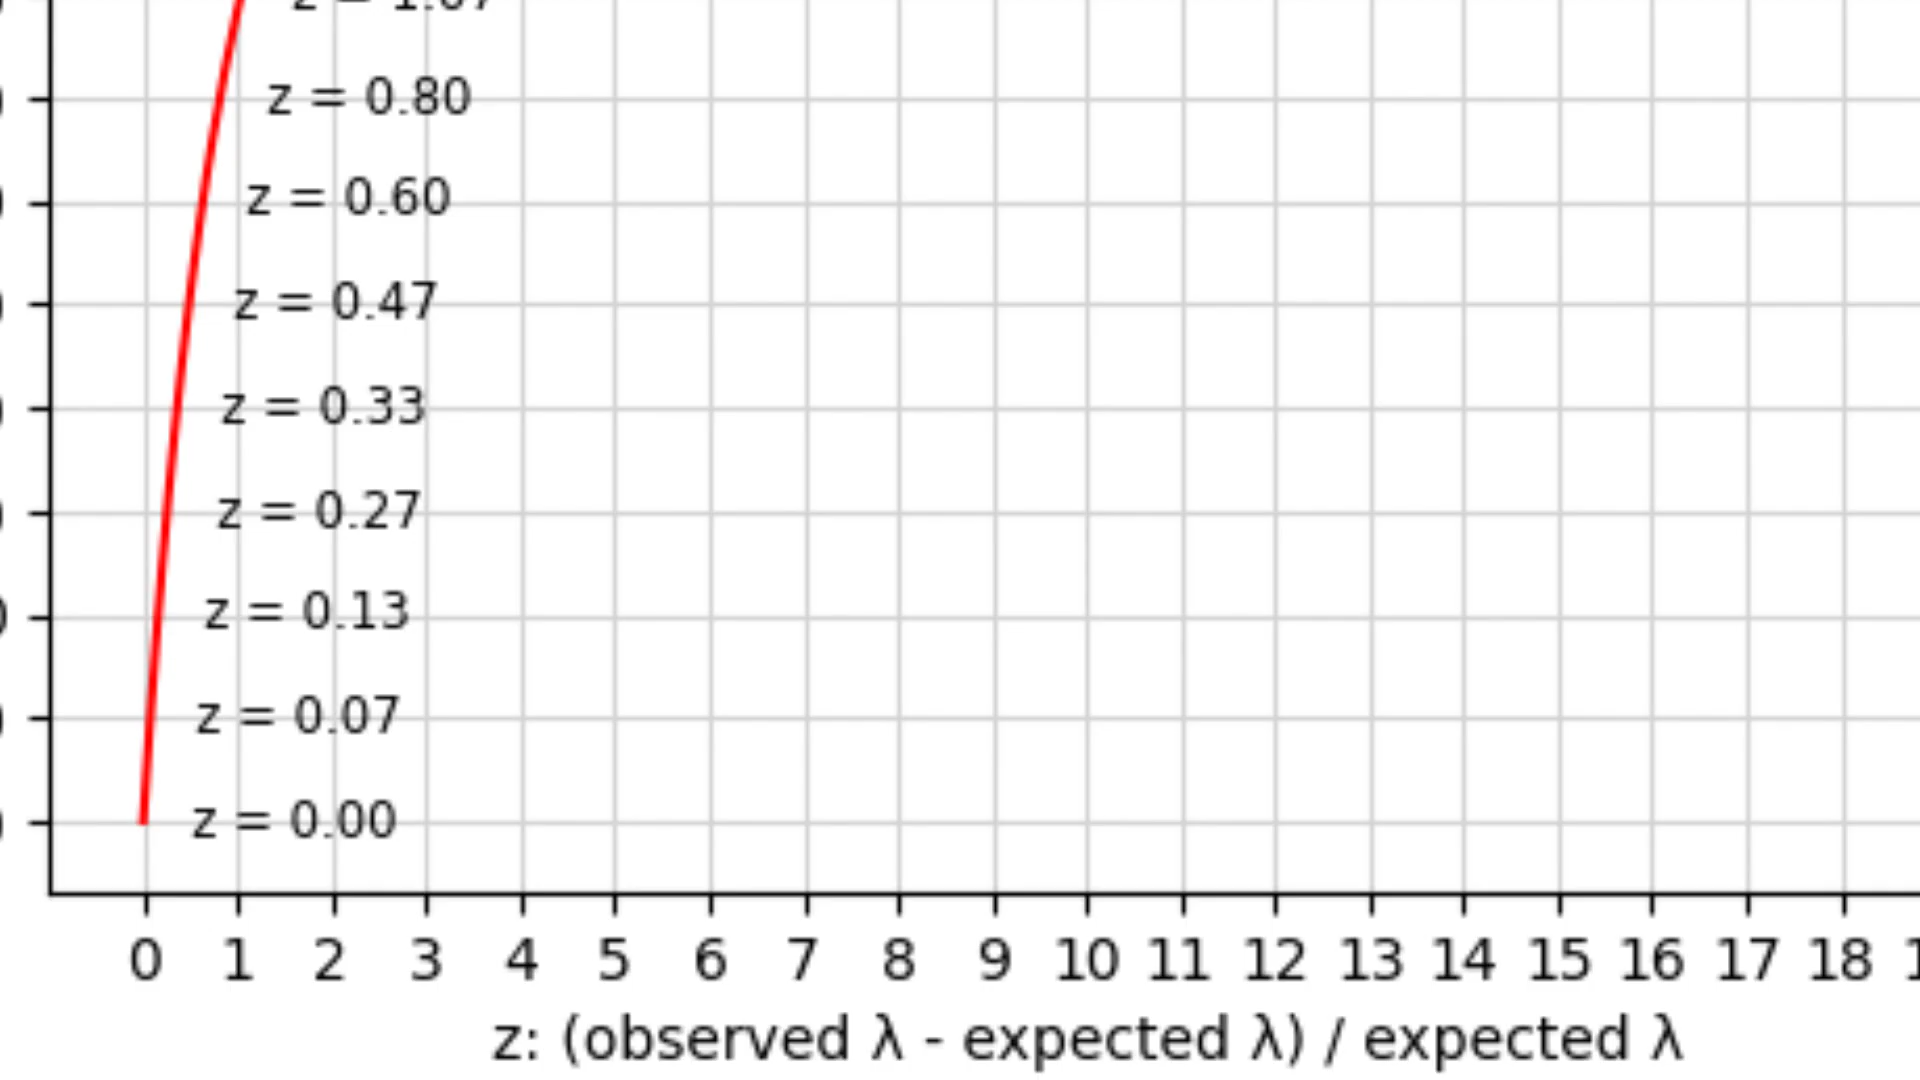 z = 0.80
z = 0.60
z = 0.47
z = 0.33
z = 0.27
z = 0.13
z = 0.07
z = 0.00
0 1 2 3 4 5 6 7 8 9 10 11 12 13 14 15 16 17 18
z: (observed λ - expected λ) / expected λ